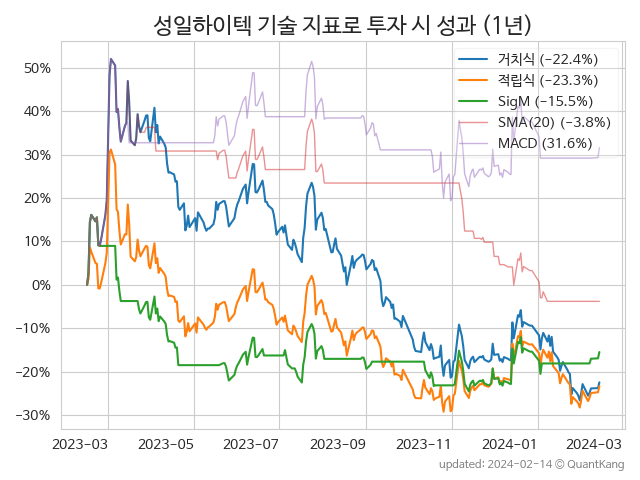 성일하이텍 기술 지표로 투자 시 성과 (1년)
거치식 (-22.4%)
적립식 (-23.3%)
SigM (-15.5%)
SMA(20) (-3.8%)
MACD (31.6%)
50%
40%
30%
20%
10%
0%
-10%
-20%
-30%
2023-03 2023-05 2023-07 2023-09 2023-11 2024-01 2024-03
updated: 2024-02-14 © QuantKang